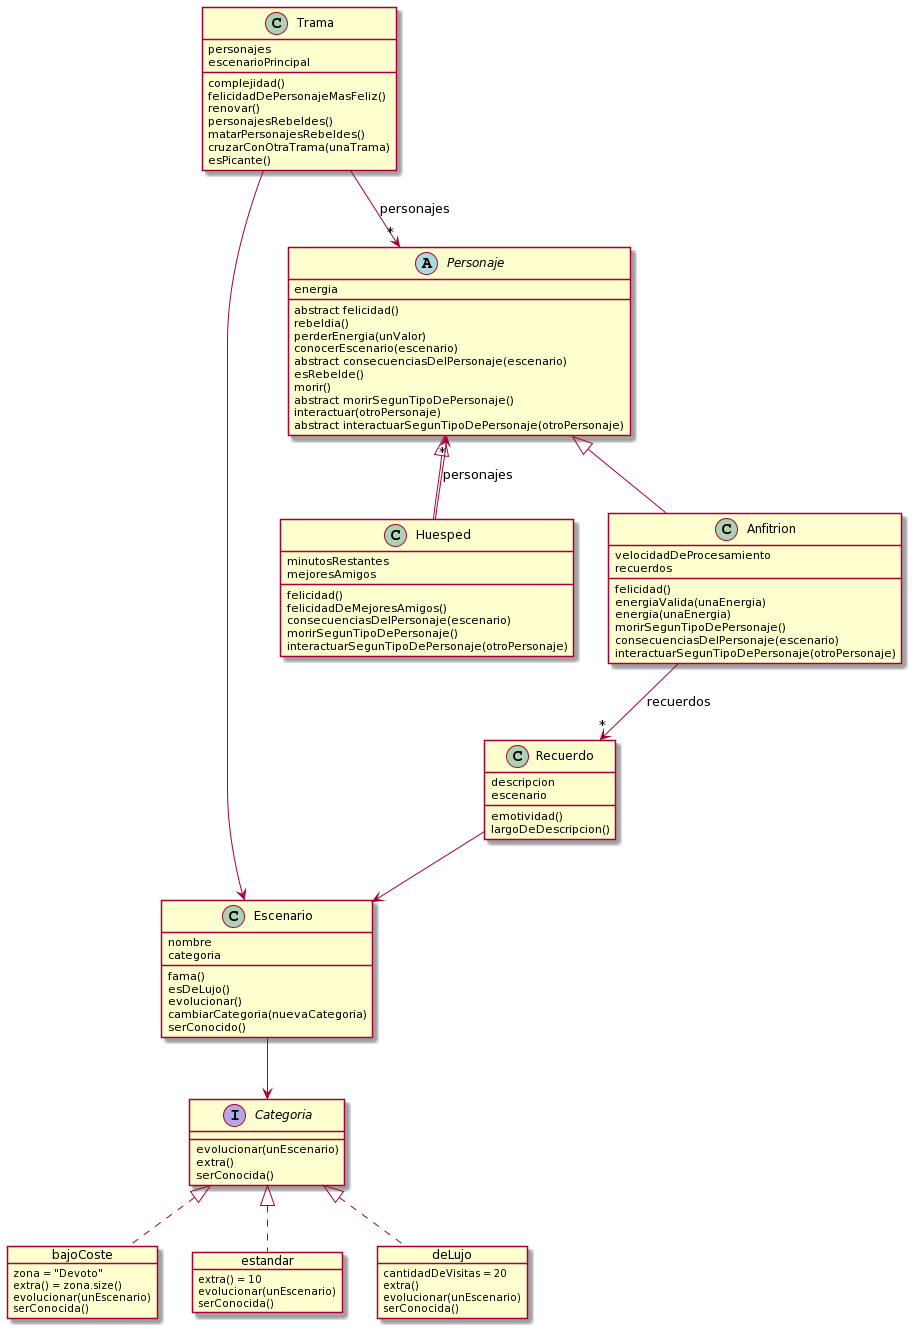 C Trama
personajes
escenarioPrincipal
complejidad()
felicidadDePersonajeMasFeliz()
renovar()
personajesRebeldes()
matarPersonajesRebeldes()
cruzarConOtraTrama(unaTrama)
esPicante()
personajes
*
A Personaje
energia
abstract felicidad()
rebeldia()
perderEnergia(unValor)
conocerEscenario(escenario)
abstract consecuenciasDelPersonaje(escenario)
esRebelde()
morir()
abstract morirSegunTipoDePersonaje()
interactuar(otroPersonaje)
abstract interactuarSegunTipoDePersonaje(otroPersonaje)
*
personajes
C Huesped
minutosRestantes
mejoresAmigos
felicidad()
felicidadDeMejoresAmigos()
consecuenciasDelPersonaje(escenario)
morirSegunTipoDePersonaje()
interactuarSegunTipoDePersonaje(otroPersonaje)
C Anfitrion
velocidadDeProcesamiento
recuerdos
felicidad()
energiaValida(unaEnergia)
energia(unaEnergia)
morirSegunTipoDePersonaje()
consecuenciasDelPersonaje(escenario)
interactuarSegunTipoDePersonaje(otroPersonaje)
recuerdos
*
C Recuerdo
descripcion
escenario
emotividad()
largoDeDescripcion()
C Escenario
nombre
categoria
fama()
esDeLujo()
evolucionar()
cambiarCategoria(nuevaCategoria)
serConocido()
I Categoria
evolucionar(unEscenario)
extra()
serConocida()
bajoCoste
zona = "Devoto"
extra() = zona.size()
evolucionar(unEscenario)
serConocida()
estandar
extra() = 10
evolucionar(unEscenario)
serConocida()
deLujo
cantidadDeVisitas = 20
extra()
evolucionar(unEscenario)
serConocida()